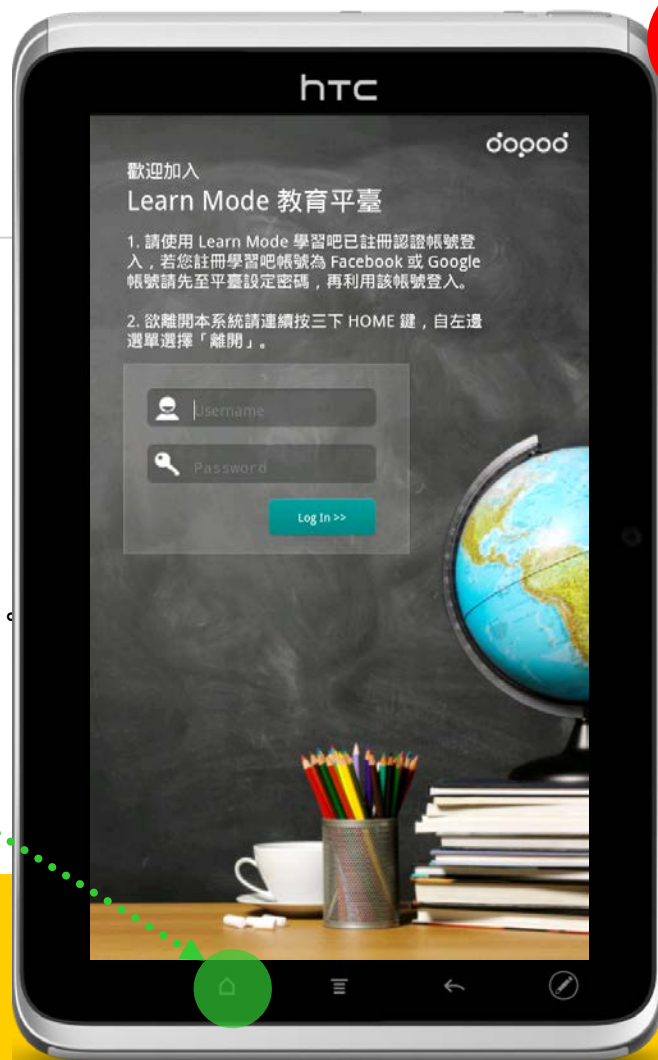 hTC
dopod
歡迎加入
Learn Mode 教育平臺
1. 請使用 Learn Mode 學習吧已註冊認證帳號登
入，若您註冊學習吧帳號為 Facebook 或 Google
帳號請先至平臺設定密碼，再利用該帳號登入。
2. 欲離開本系統請連續按三下 HOME 鍵，自左邊
選單選擇「離開」。
Username
Password
Log In >>
。